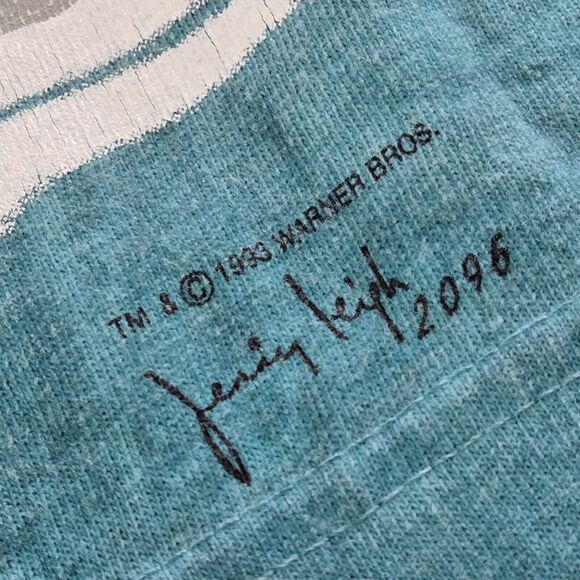 TM & © 1993 WARNER BROS.
Jerry Leigh 2096